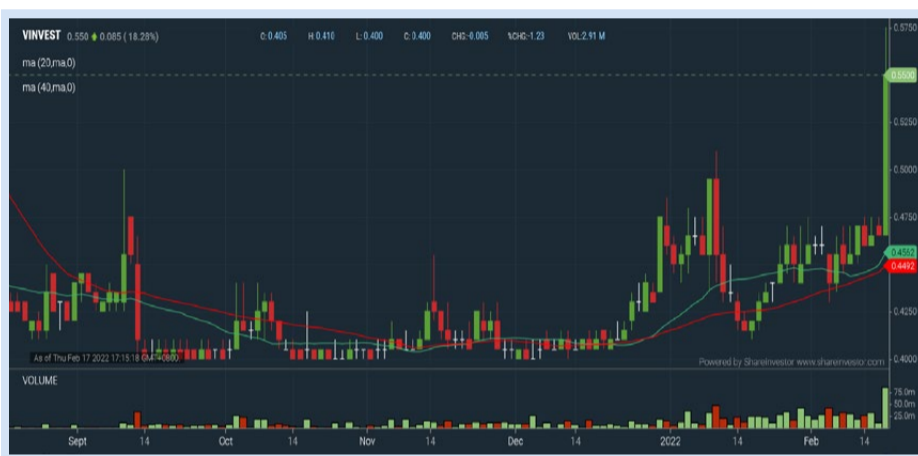 VINVEST 0.550 0.085 ( 18.28%) O: 0.405 H: 0.410 L: 0.400 C: 0.400 CHG:-0.005 %CHG:-1.23 VOL:2.91 M
ma (20,ma,0)
ma (40,ma,0)
0.5750
0.5500
0.5250
0.5000
0.4750
0.4562
0.4492
0.4250
0.4000
As of Thu Feb 17 2022 17:15:18 GMT+0800
Powered by ShareInvestor www.shareinvestor.com
VOLUME
75.0m
50.0m
25.0m
Sept 14 Oct 14 Nov 14 Dec 14 2022 14 Feb 14